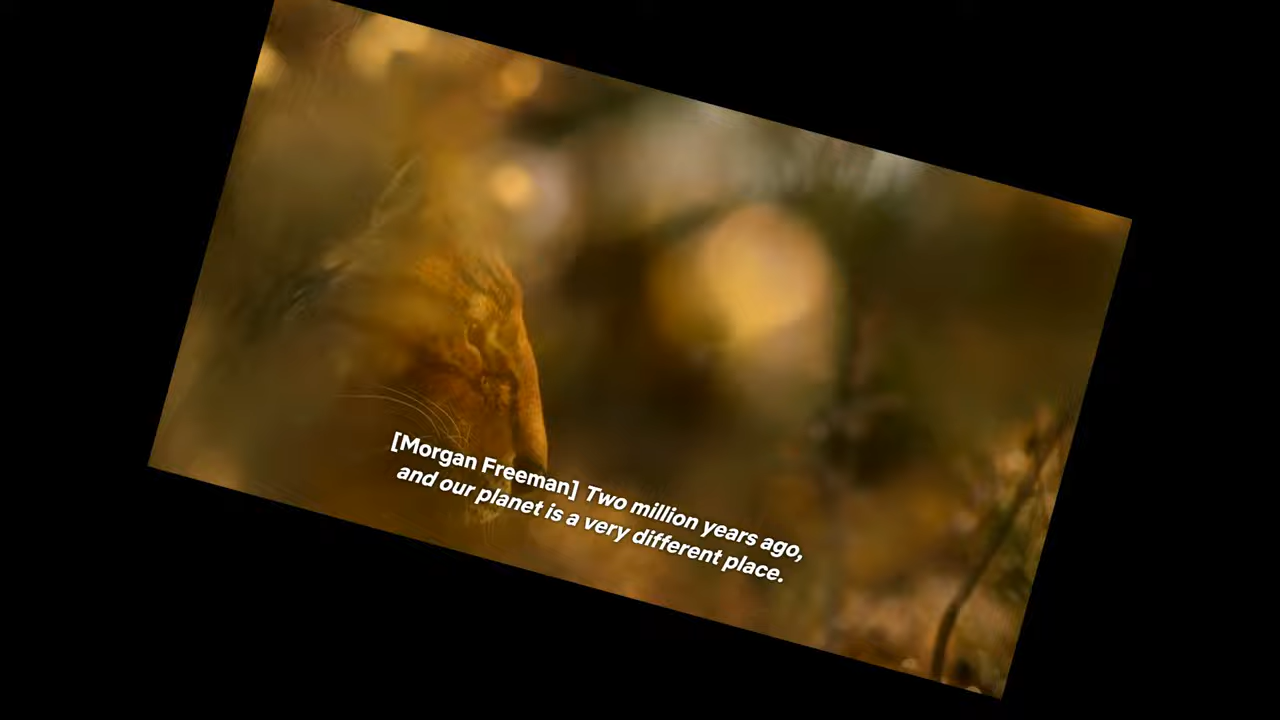 [Morgan Freeman] Two million years ago,
and our planet is a very different place.